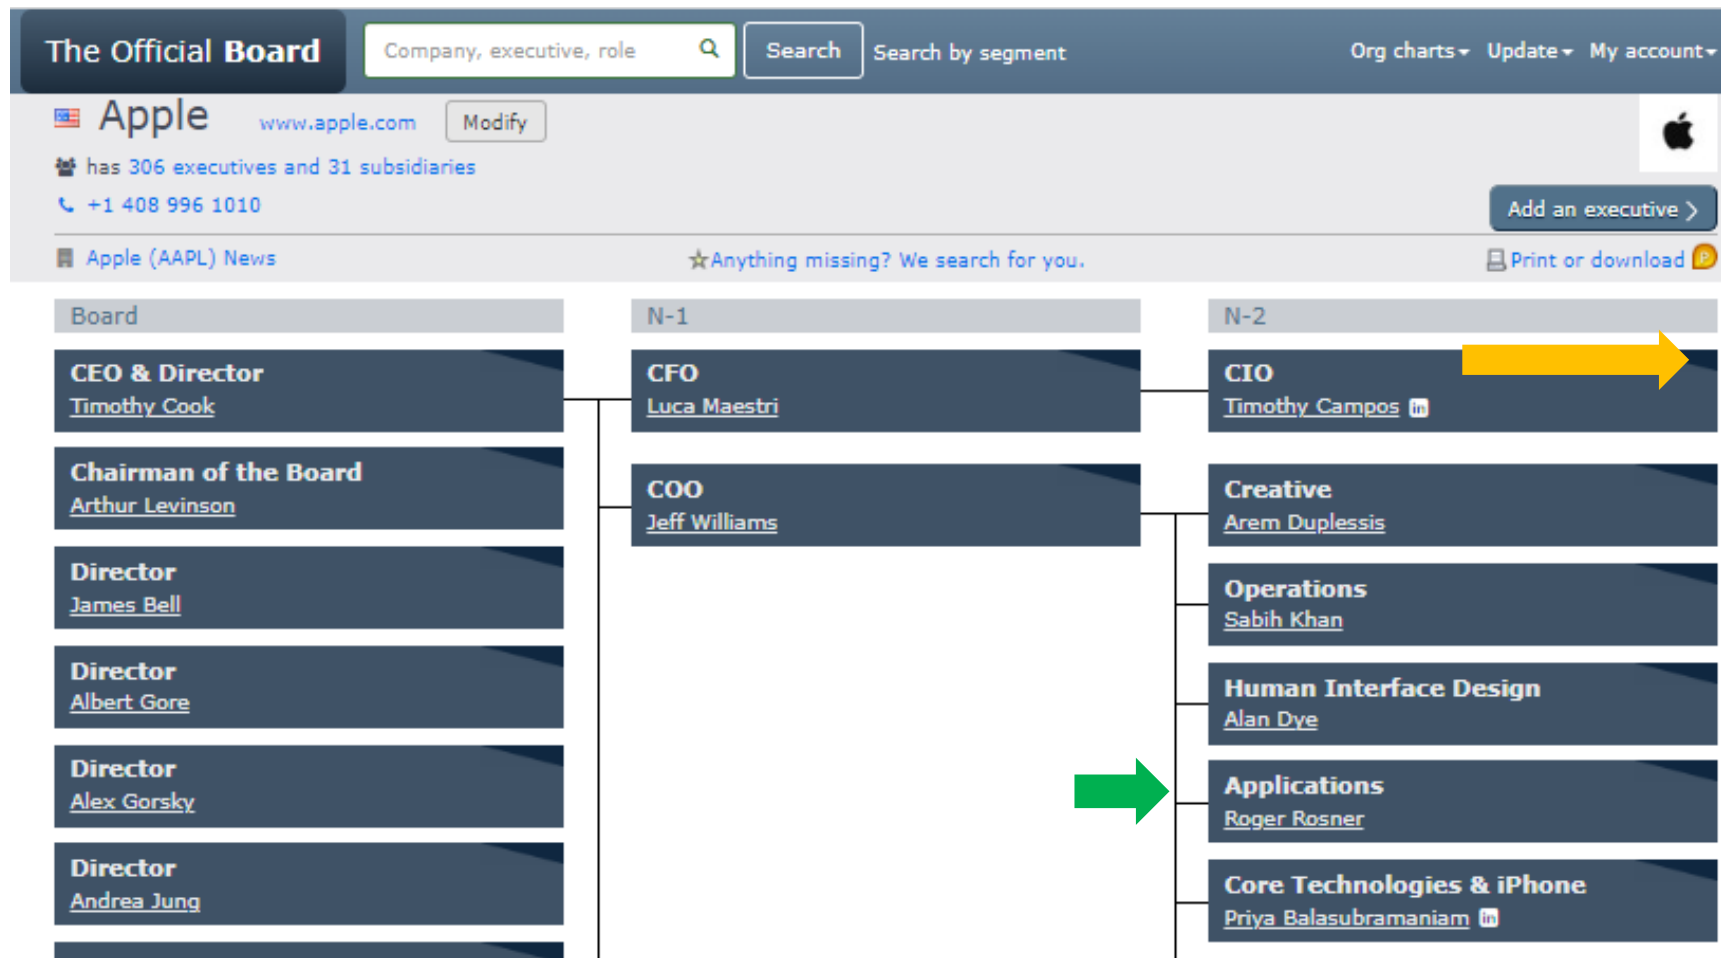 The Official Board
Company, executive, role
Search
Search by segment
Org charts
Update
My account
Apple
www.apple.com
Modify
has 306 executives and 31 subsidiaries
+1 408 996 1010
Add an executive >
Apple (AAPL) News
Anything missing? We search for you.
Print or download P
Board
CEO & Director
Timothy Cook
Chairman of the Board
Arthur Levinson
Director
James Bell
Director
Albert Gore
Director
Alex Gorsky
Director
Andrea Jung
N-1
CFO
Luca Maestri
COO
Jeff Williams
N-2
CIO
Timothy Campos in
Creative
Arem Duplessis
Operations
Sabih Khan
Human Interface Design
Alan Dye
Applications
Roger Rosner
Core Technologies & iPhone
Priya Balasubramaniam in